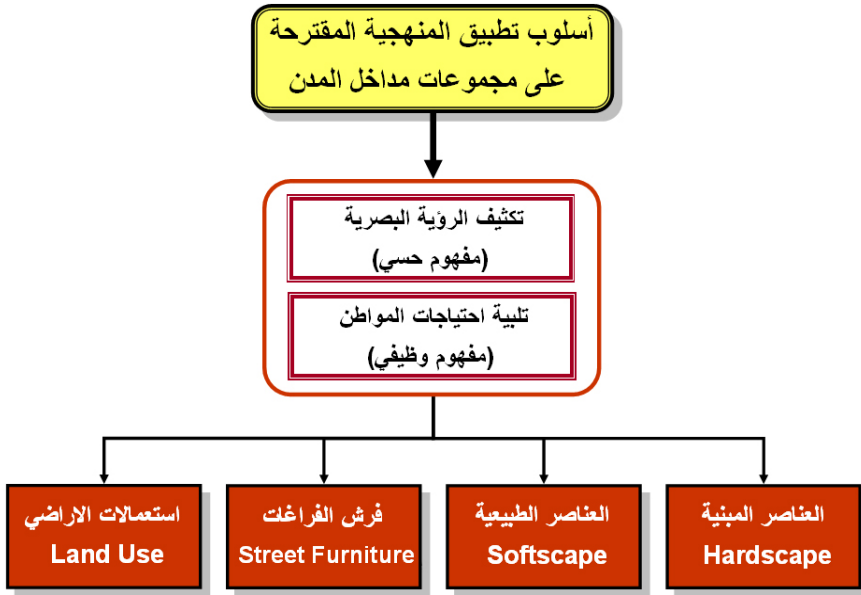 أسلوب تطبيق المنهجية المقترحة
على مجموعات مداخل المدن
تكثيف الرؤية البصرية
(مفهوم حسي)
تلبية احتياجات المواطن
(مفهوم وظيفي)
العناصر المبنية
Hardscape
العناصر الطبيعية
Softscape
فرش الفراغات
Street Furniture
استعمالات الاراضي
Land Use